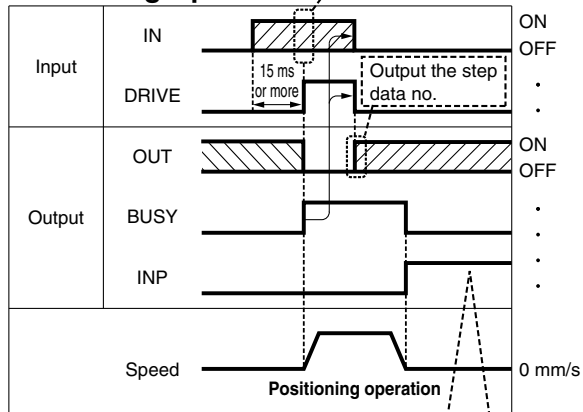 IN
ON
OFF
Input
15 ms
or more
Output the step
data no.
DRIVE
OUT
ON
OFF
Output
BUSY
INP
Speed
0 mm/s
Positioning operation